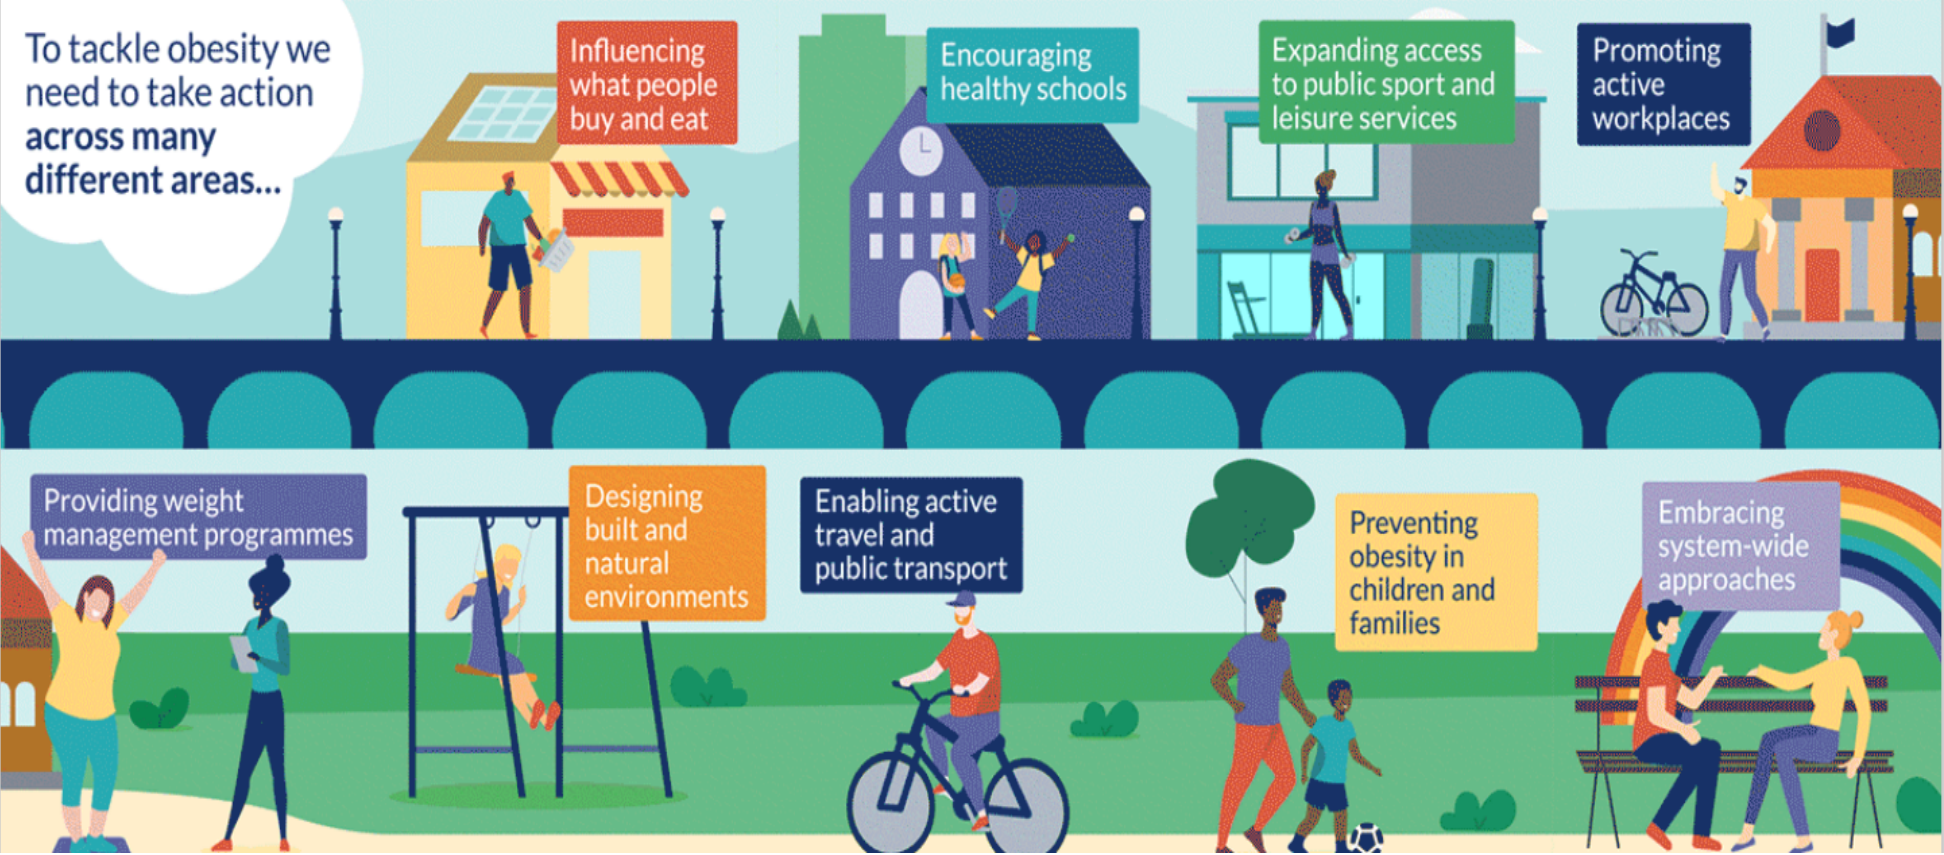 To tackle obesity we
need to take action
across many
different areas...
Influencing
what people
buy and eat
Encouraging
healthy schools
Expanding access
to public sport and
leisure services
Promoting
active
workplaces
Providing weight
management programmes
Designing
built and
natural
environments
Enabling active
travel and
public transport
Preventing
obesity in
children and
families
Embracing
system-wide
approaches